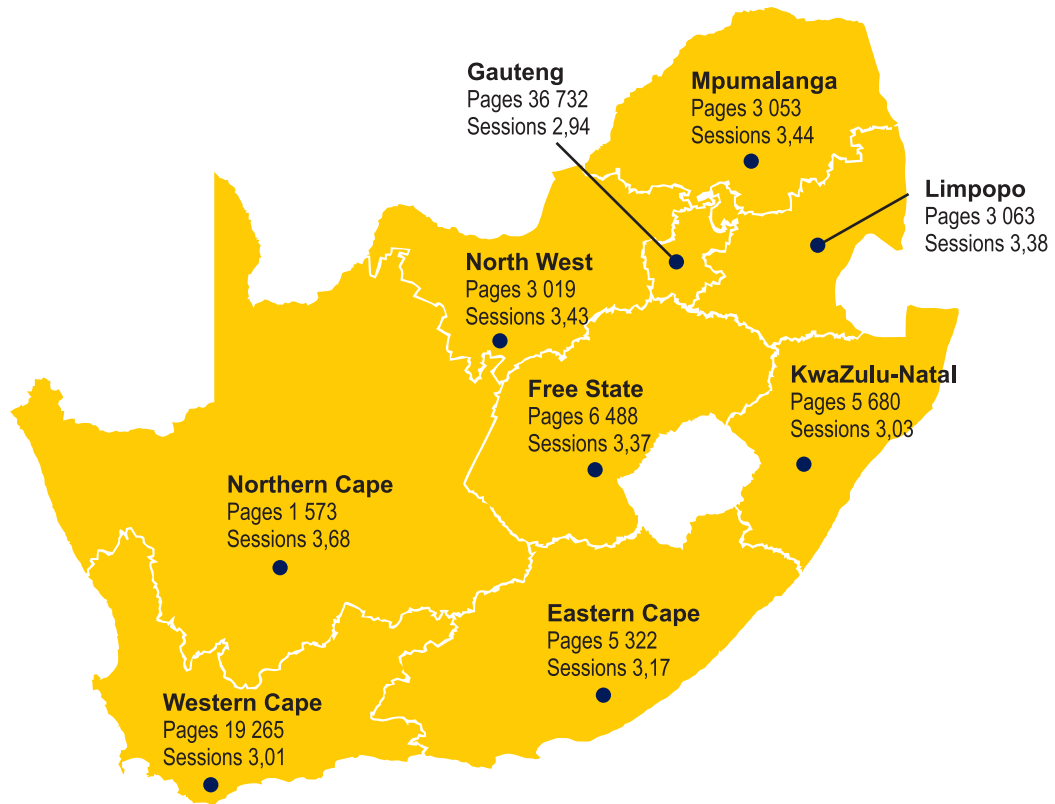 Gauteng
Pages 36 732
Sessions 2,94
Mpumalanga
Pages 3 053
Sessions 3,44
Limpopo
Pages 3 063
Sessions 3,38
North West
Pages 3 019
Sessions 3,43
Free State
Pages 6 488
Sessions 3,37
KwaZulu-Natal
Pages 5 680
Sessions 3,03
Northern Cape
Pages 1 573
Sessions 3,68
Eastern Cape
Pages 5 322
Sessions 3,17
Western Cape
Pages 19 265
Sessions 3,01